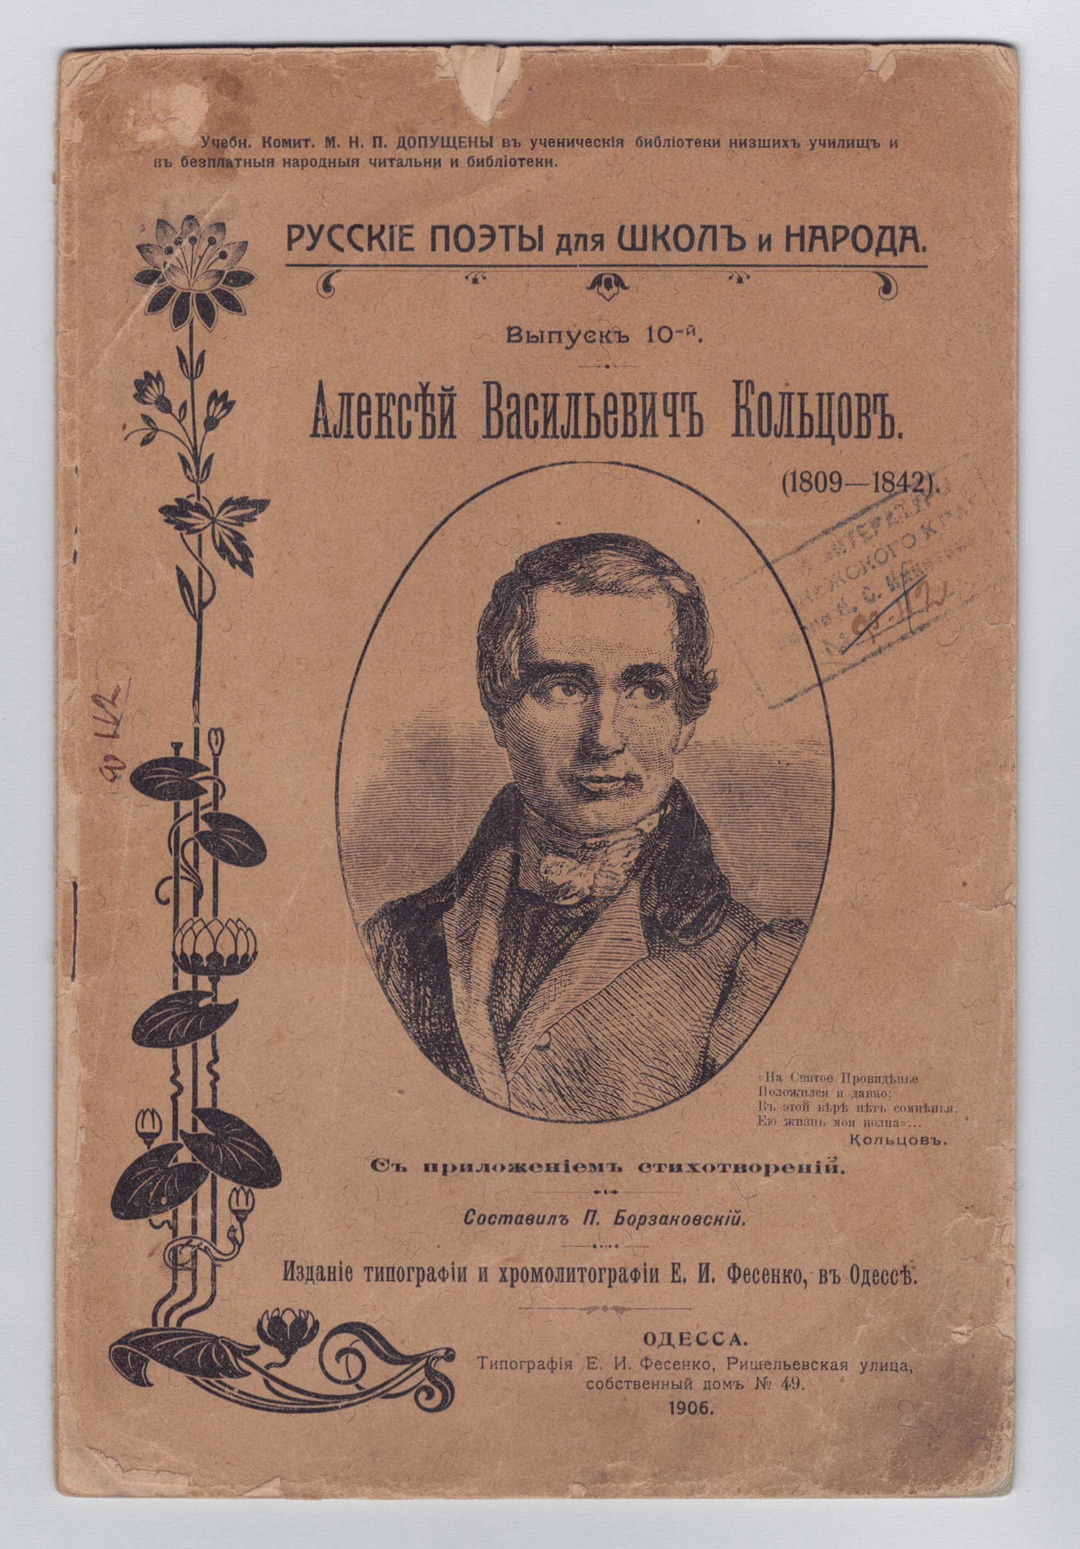 Учебн. Комит. М. Н. П. ДОПУЩЕНЫ въ ученическія библіотеки низшихъ училищъ и
въ безплатныя народныя читальни и библіотеки.
РУССКІЕ ПОЭТЫ для ШКОЛЪ и НАРОДА.
Выпускъ 10-й.
Алексѣй Васильевичъ Кольцовъ.
(1809—1842).
«На Святое Провидѣнье
Положился я давно:
Въ этой вѣрѣ нѣтъ сомнѣнья.
Ею жизнь моя полна»...
Кольцовъ.
Съ приложеніемъ стихотвореній.
Составилъ П. Борзаковскій.
Изданіе типографіи и хромолитографіи Е. И. Фесенко, въ Одессѣ.
ОДЕССА.
Типографія Е. И. Фесенко, Ришельевская улица,
собственный домъ № 49.
1906.